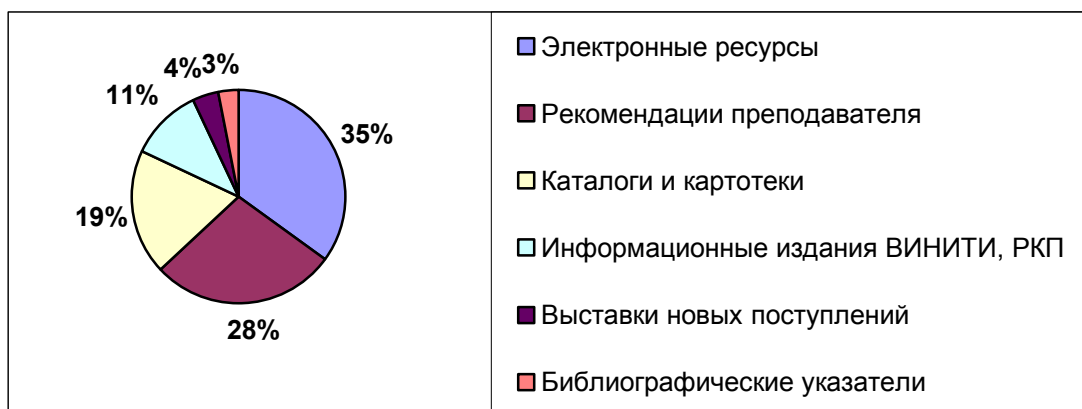 4%
3%
11%
35%
19%
28%
Электронные ресурсы
Рекомендации преподавателя
Каталоги и картотеки
Информационные издания ВИНИТИ, РКП
Выставки новых поступлений
Библиографические указатели